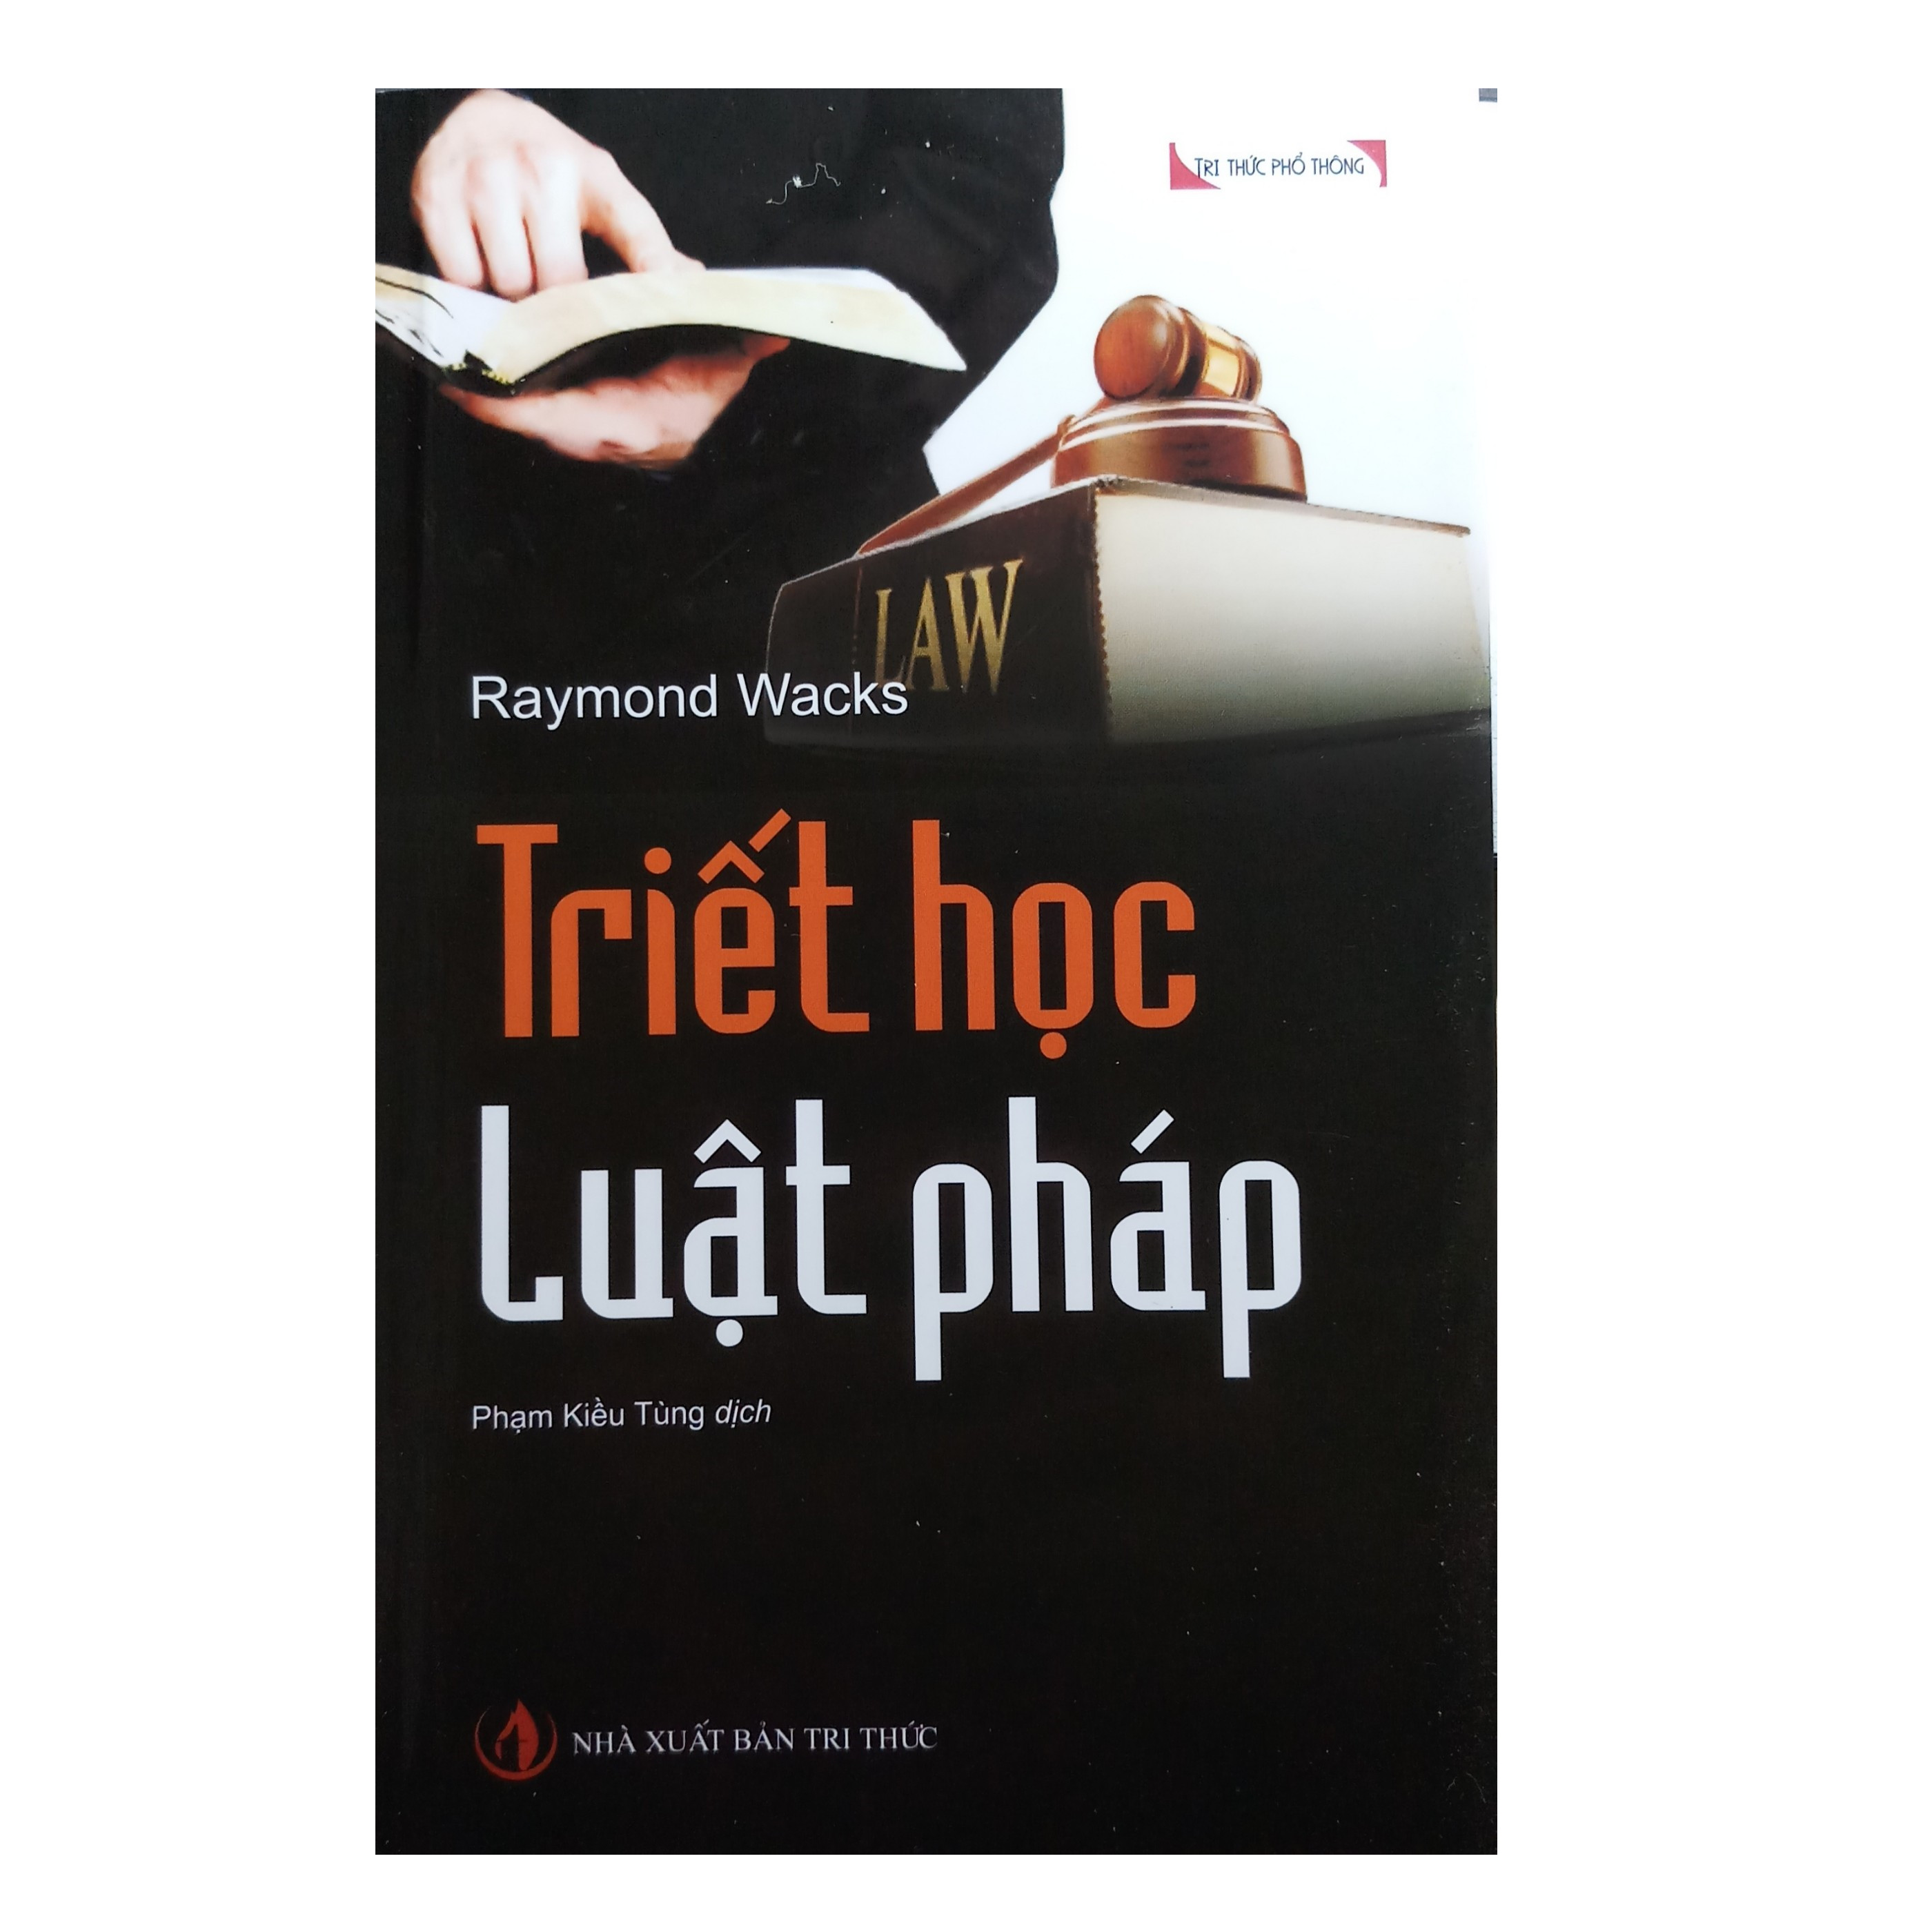 TRI THỨC PHỔ THÔNG
LAW
Raymond Wacks
Triết học
Luật pháp
Phạm Kiều Tùng dịch
NHÀ XUẤT BẢN TRI THỨC